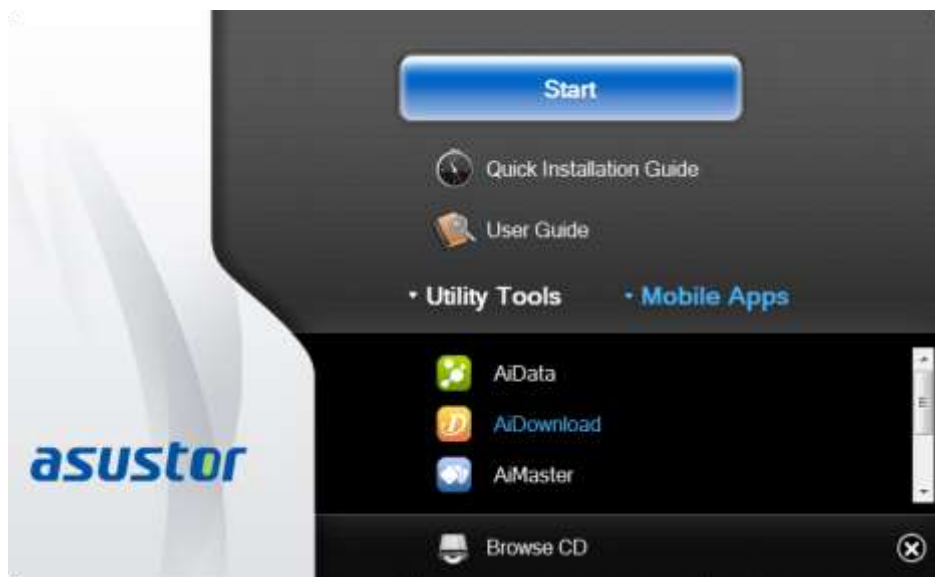 Start
Quick Installation Guide
User Guide
Utility Tools
Mobile Apps
AiData
AiDownload
AiMaster
asustor
Browse CD